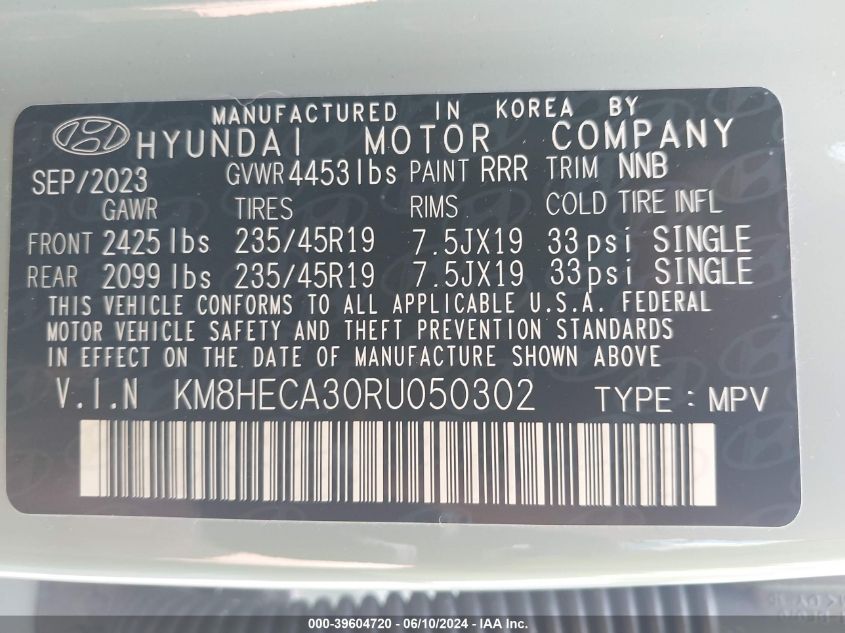 MANUFACTURED IN KOREA BY
HYUNDAI MOTOR COMPANY
SEP/2023 GVWR 4453 lbs PAINT RRR TRIM NNB
GAWR TIRES RIMS COLD TIRE INFL
FRONT 2425 lbs 235/45R19 7.5JX19 33psi SINGLE
REAR 2099 lbs 235/45R19 7.5JX19 33psi SINGLE
THIS VEHICLE CONFORMS TO ALL APPLICABLE U.S.A. FEDERAL
MOTOR VEHICLE SAFETY AND THEFT PREVENTION STANDARDS
IN EFFECT ON THE DATE OF MANUFACTURE SHOWN ABOVE
V.I.N KM8HECA30RU050302 TYPE : MPV
000-39604720 - 06/10/2024 - IAA Inc.